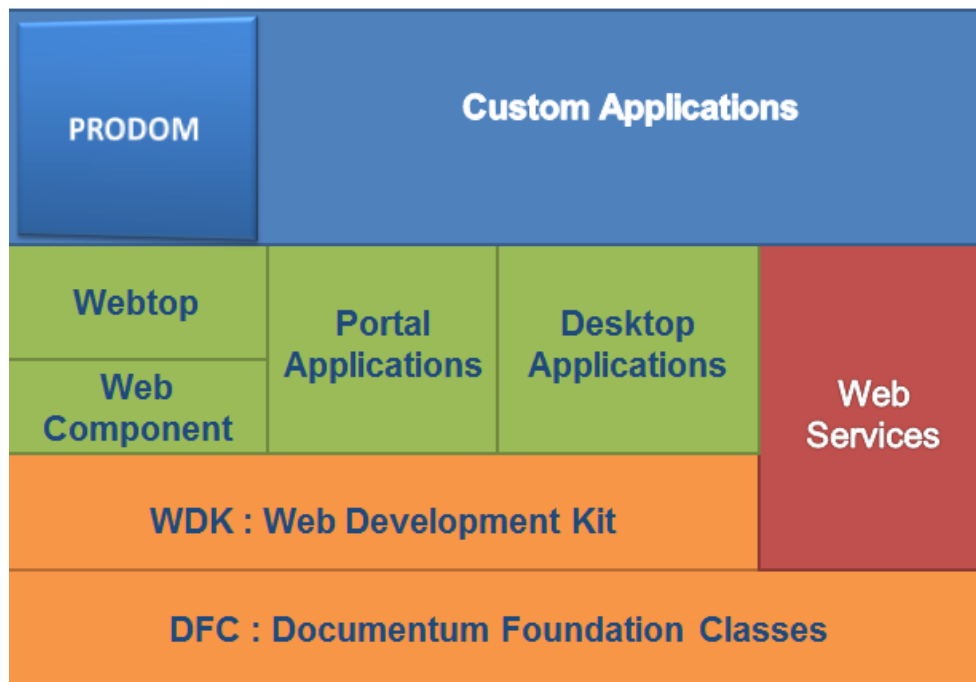 PRODOM
Custom Applications
Webtop
Portal
Applications
Desktop
Applications
Web
Component
Web
Services
WDK : Web Development Kit
DFC : Documentum Foundation Classes